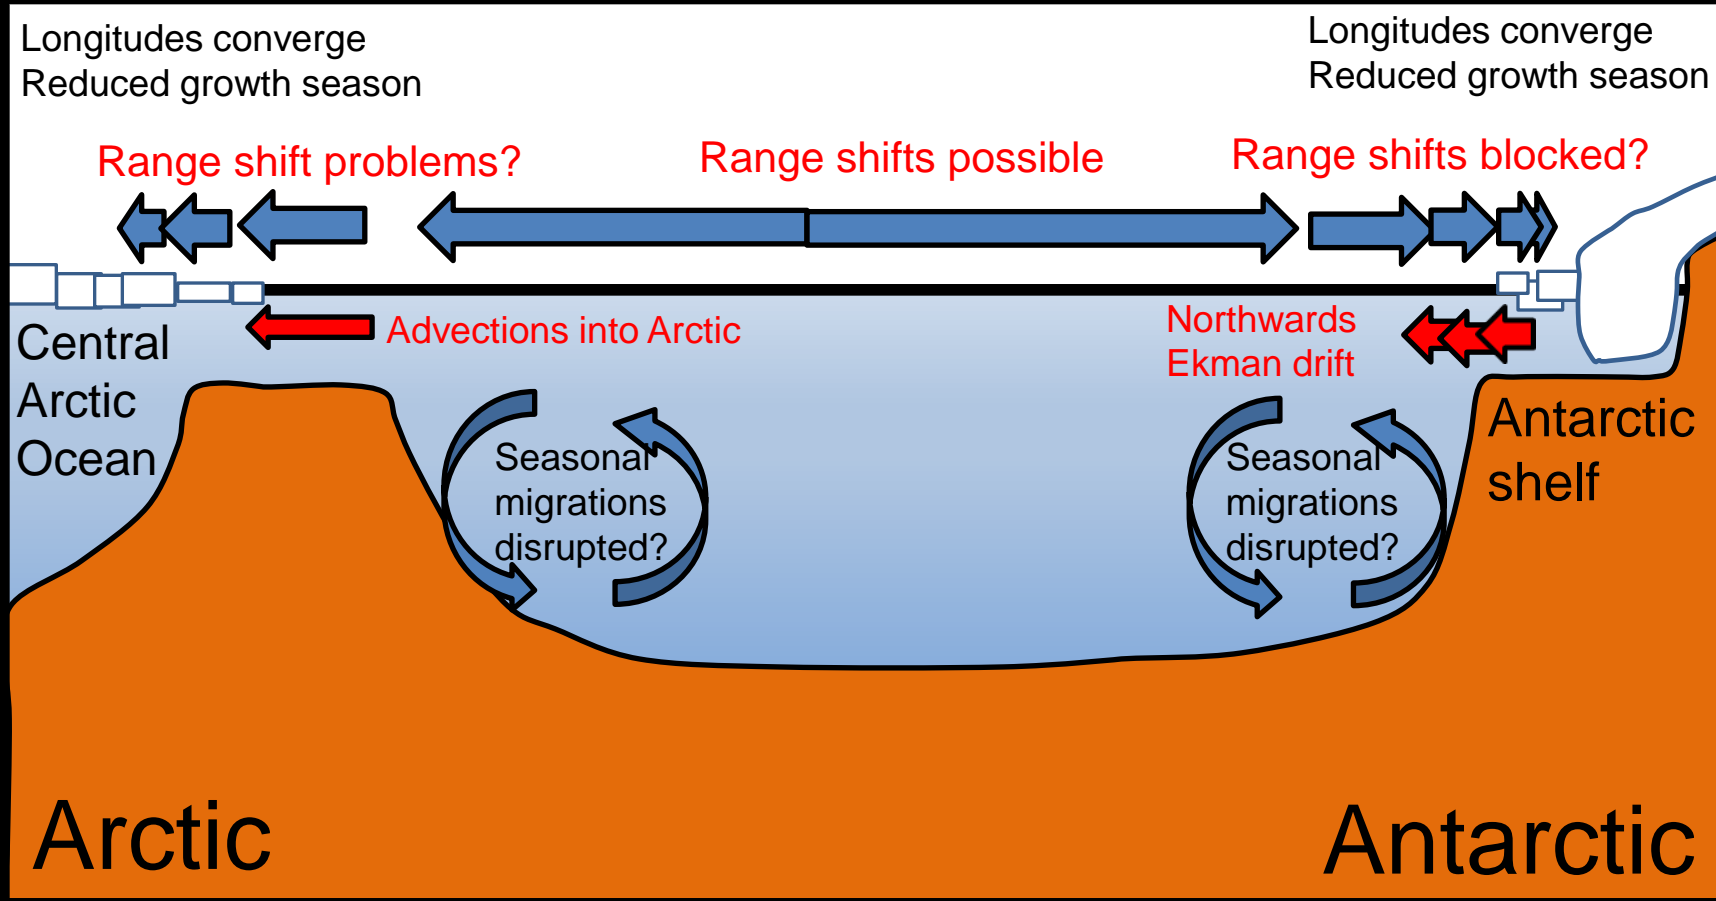 Longitudes converge
Reduced growth season
Longitudes converge
Reduced growth season
Range shift problems?
Range shifts possible
Range shifts blocked?
Central
Arctic
Ocean
Advections into Arctic
Northwards
Ekman drift
Seasonal
migrations
disrupted?
Seasonal
migrations
disrupted?
Antarctic
shelf
Arctic
Antarctic